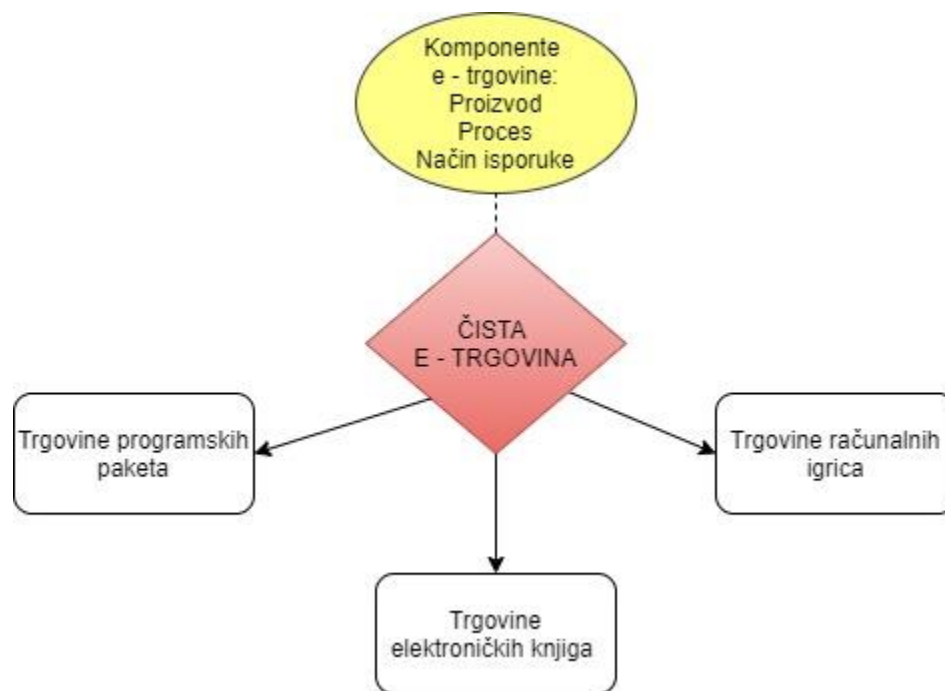 Komponente
e - trgovine:
Proizvod
Proces
Način isporuke
ČISTA
E - TRGOVINA
Trgovine programskih
paketa
Trgovine računalnih
igrica
Trgovine
elektroničkih knjiga